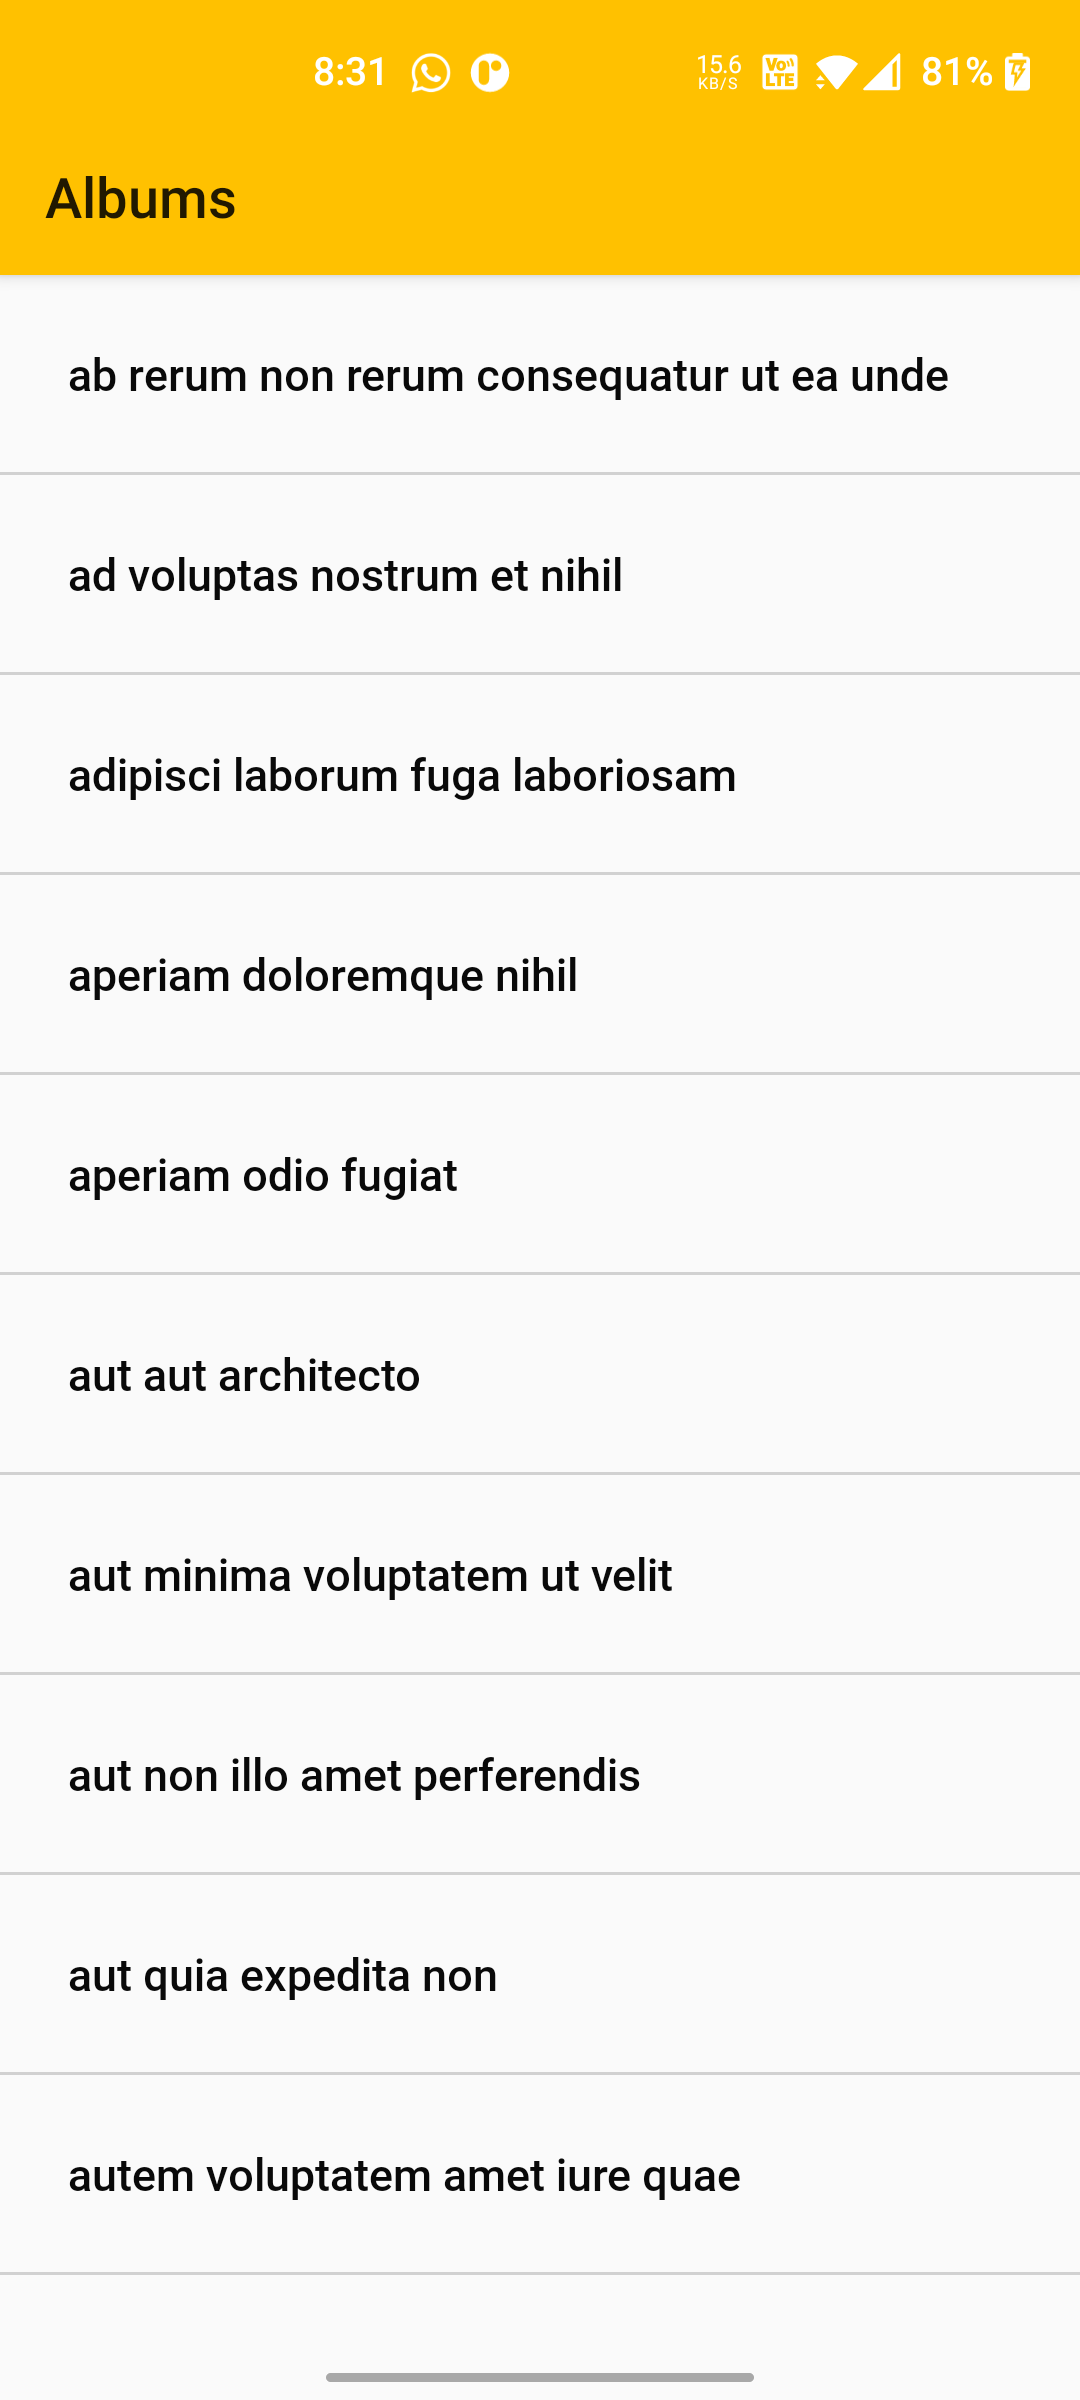 8:31 15.6 KB/S VoLTE 81%
Albums
ab rerum non rerum consequatur ut ea unde
ad voluptas nostrum et nihil
adipisci laborum fuga laboriosam
aperiam doloremque nihil
aperiam odio fugiat
aut aut architecto
aut minima voluptatem ut velit
aut non illo amet perferendis
aut quia expedita non
autem voluptatem amet iure quae